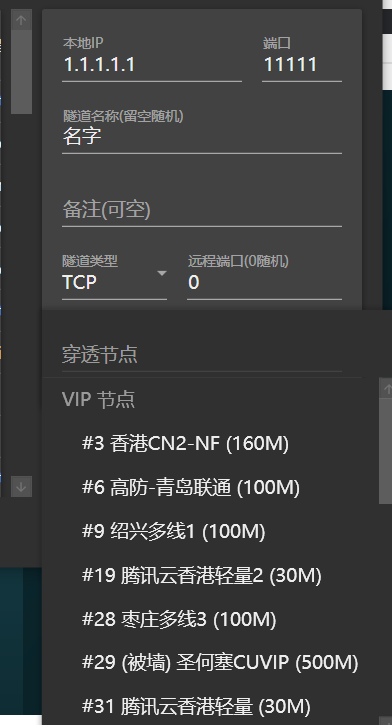 本地IP 端口
1.1.1.1.1 11111
隧道名称(留空随机)
名字
备注(可空)
隧道类型 远程端口(0随机)
TCP 0
穿透节点
VIP 节点
#3 香港CN2-NF (160M)
#6 高防-青岛联通 (100M)
#9 绍兴多线1 (100M)
#19 腾讯云香港轻量2 (30M)
#28 枣庄多线3 (100M)
#29 (被墙) 圣何塞CUVIP (500M)
#31 腾讯云香港轻量 (30M)